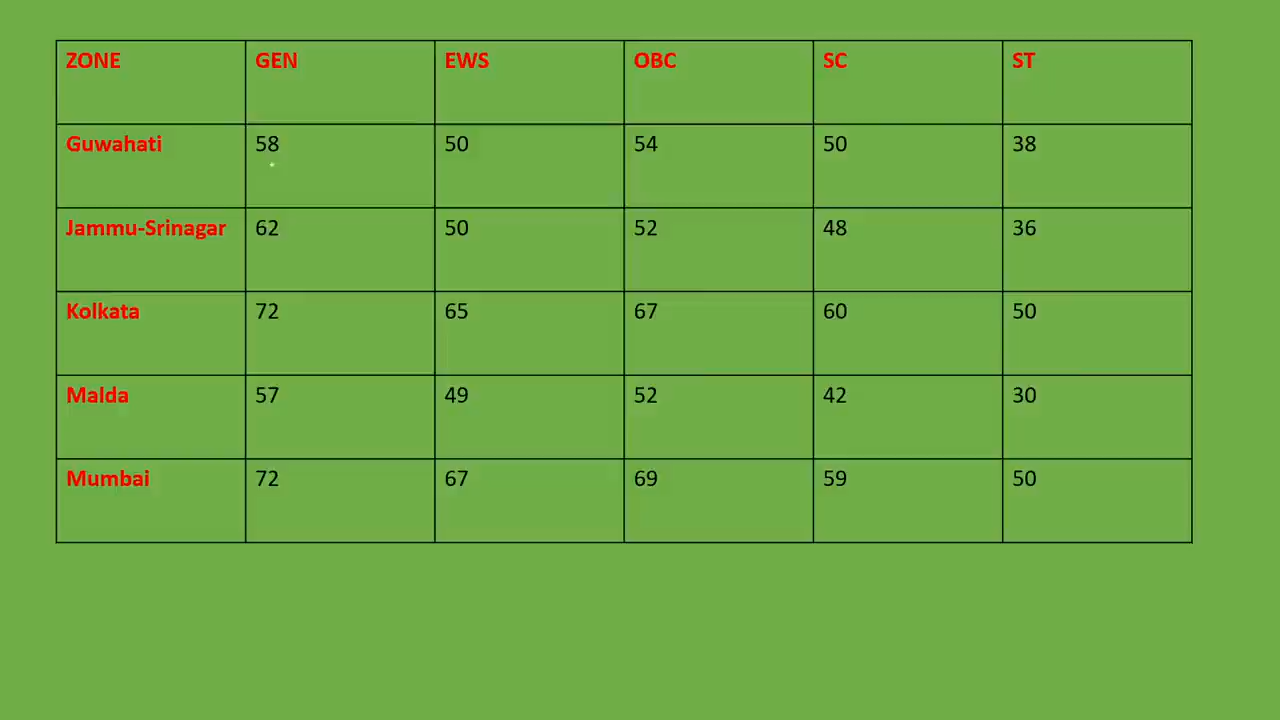 ZONE GEN EWS OBC SC ST
Guwahati 58 50 54 50 38
Jammu-Srinagar 62 50 52 48 36
Kolkata 72 65 67 60 50
Malda 57 49 52 42 30
Mumbai 72 67 69 59 50